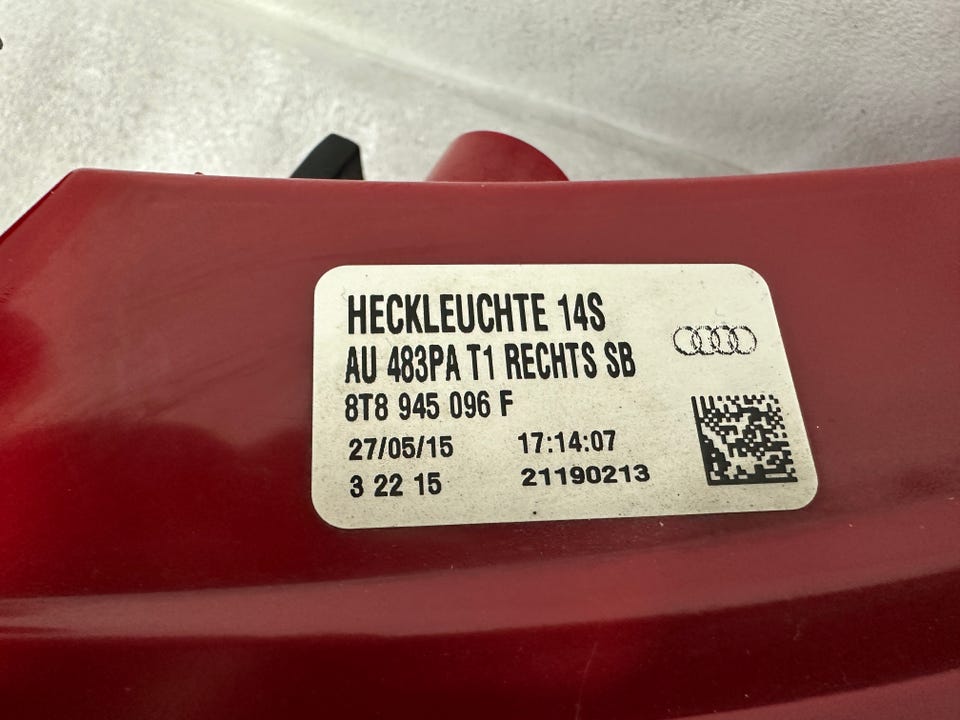 HECKLEUCHTE 14S
AU 483PA T1 RECHTS SB
8T8 945 096 F
27/05/15 17:14:07
3 22 15 21190213